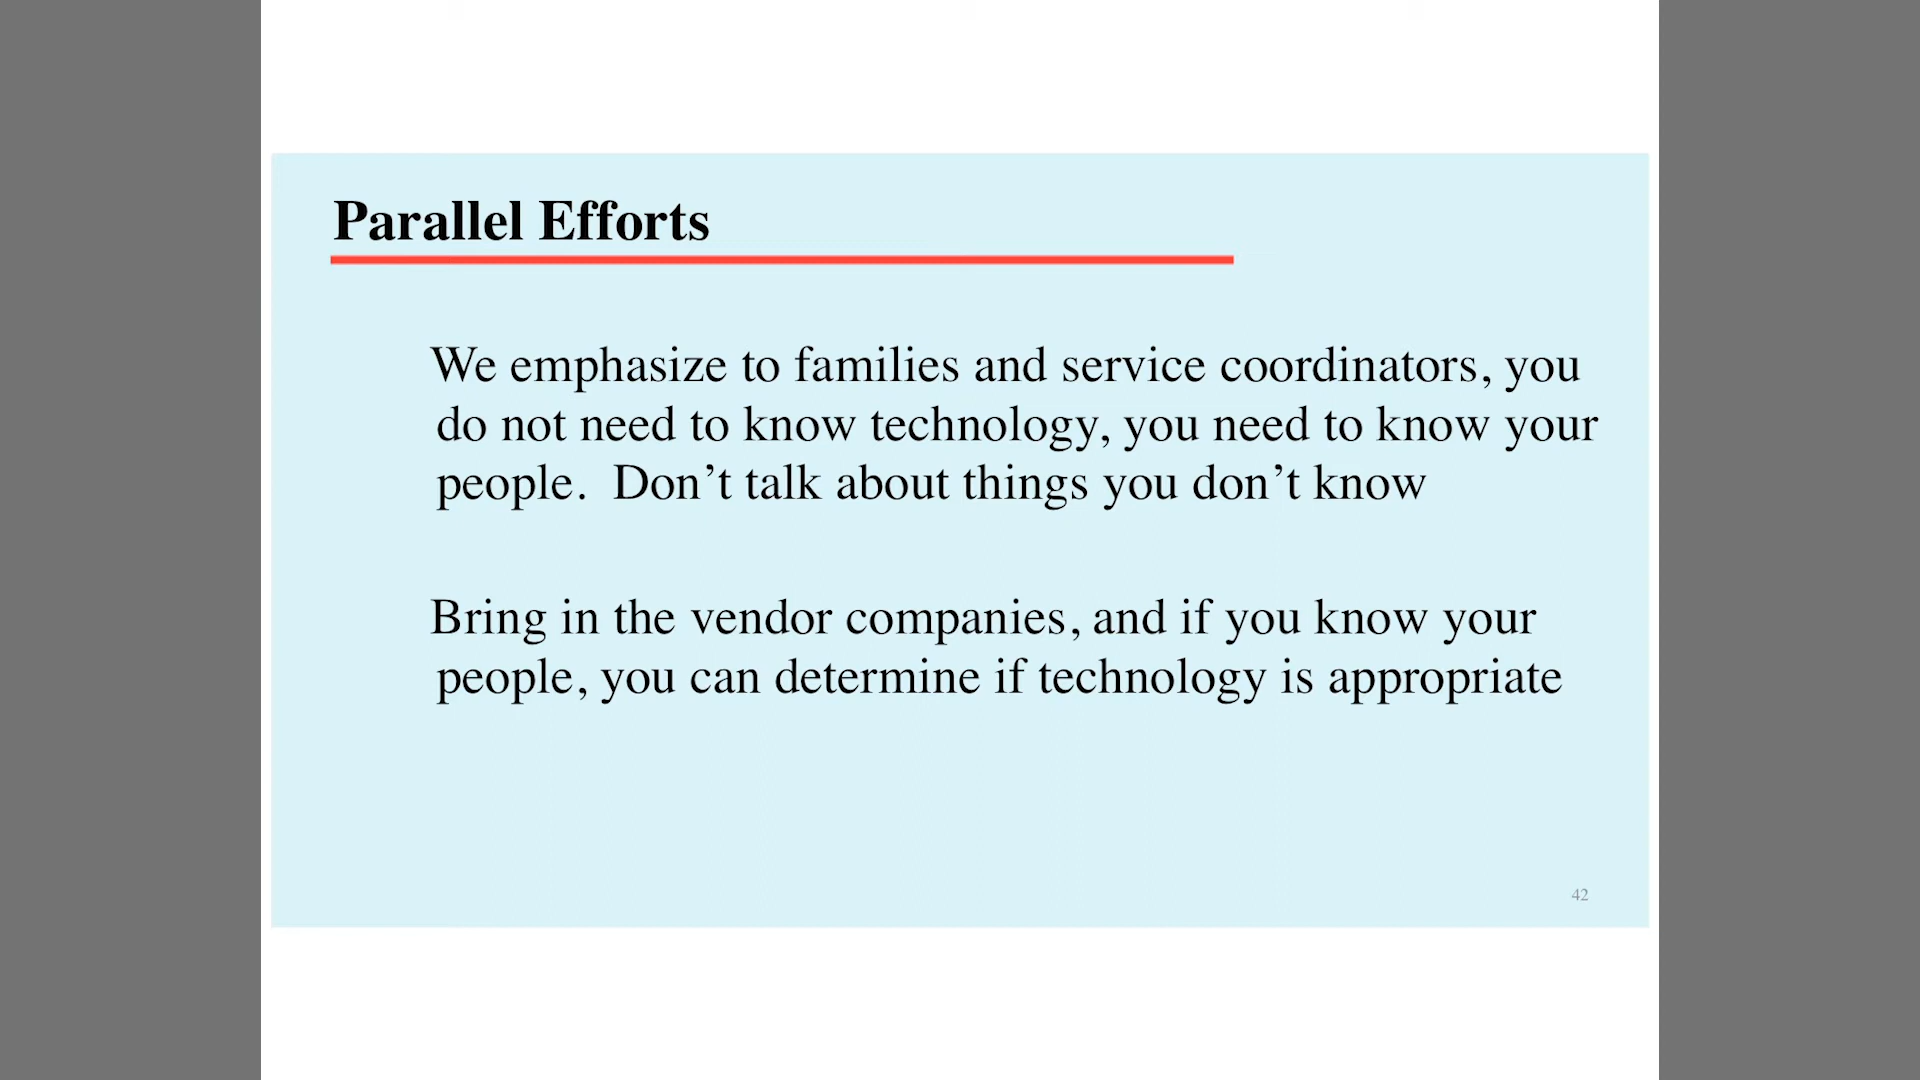 Parallel Efforts
We emphasize to families and service coordinators, you
do not need to know technology, you need to know your
people.  Don’t talk about things you don’t know
Bring in the vendor companies, and if you know your
people, you can determine if technology is appropriate
42